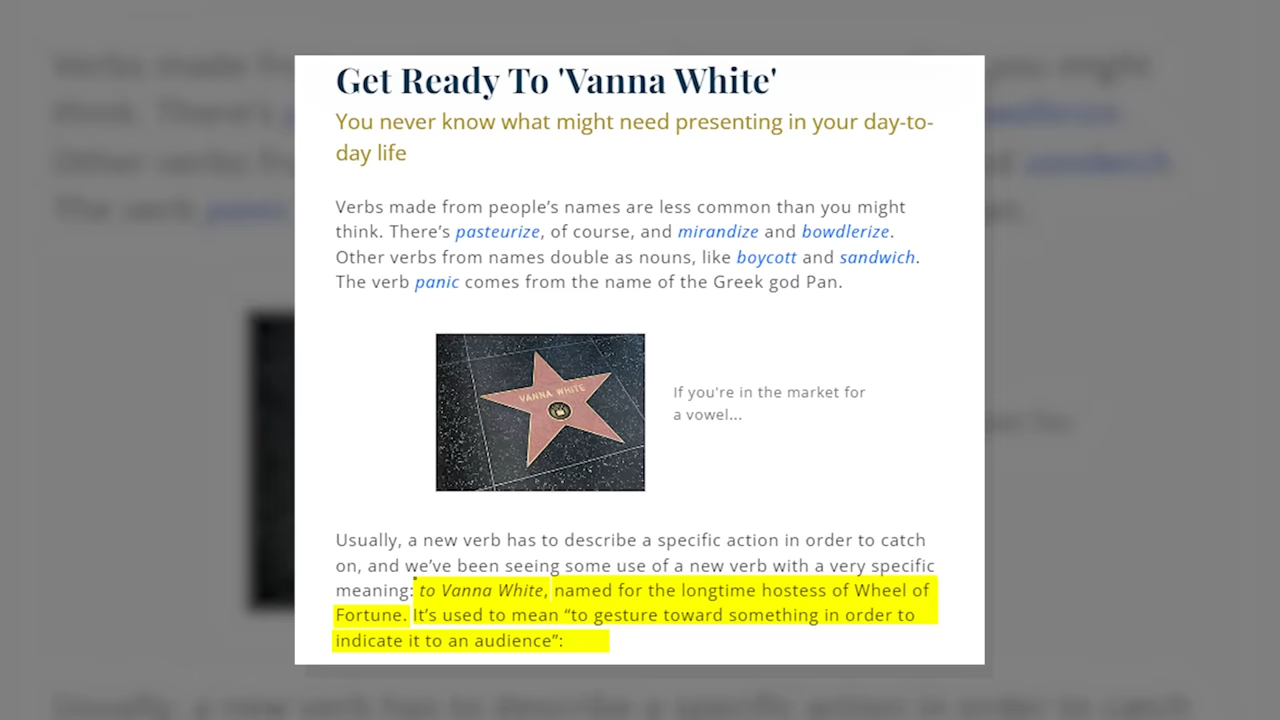 Get Ready To 'Vanna White'
You never know what might need presenting in your day-to-
day life
Verbs made from people’s names are less common than you might
think. There’s pasteurize, of course, and mirandize and bowdlerize.
Other verbs from names double as nouns, like boycott and sandwich.
The verb panic comes from the name of the Greek god Pan.
VANNA WHITE
If you're in the market for
a vowel...
Usually, a new verb has to describe a specific action in order to catch
on, and we’ve been seeing some use of a new verb with a very specific
meaning: to Vanna White, named for the longtime hostess of Wheel of
Fortune. It’s used to mean “to gesture toward something in order to
indicate it to an audience”: